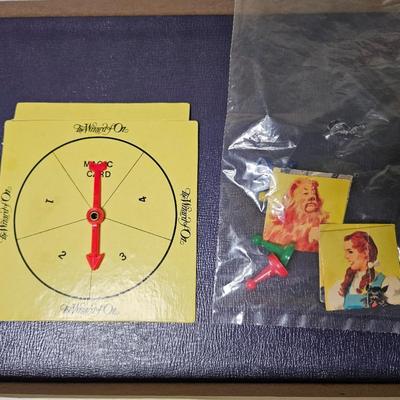 The Wizard of Oz
MAGIC
CARD
The Wizard of Oz
The Wizard of Oz
1
4
2
3
The Wizard of Oz